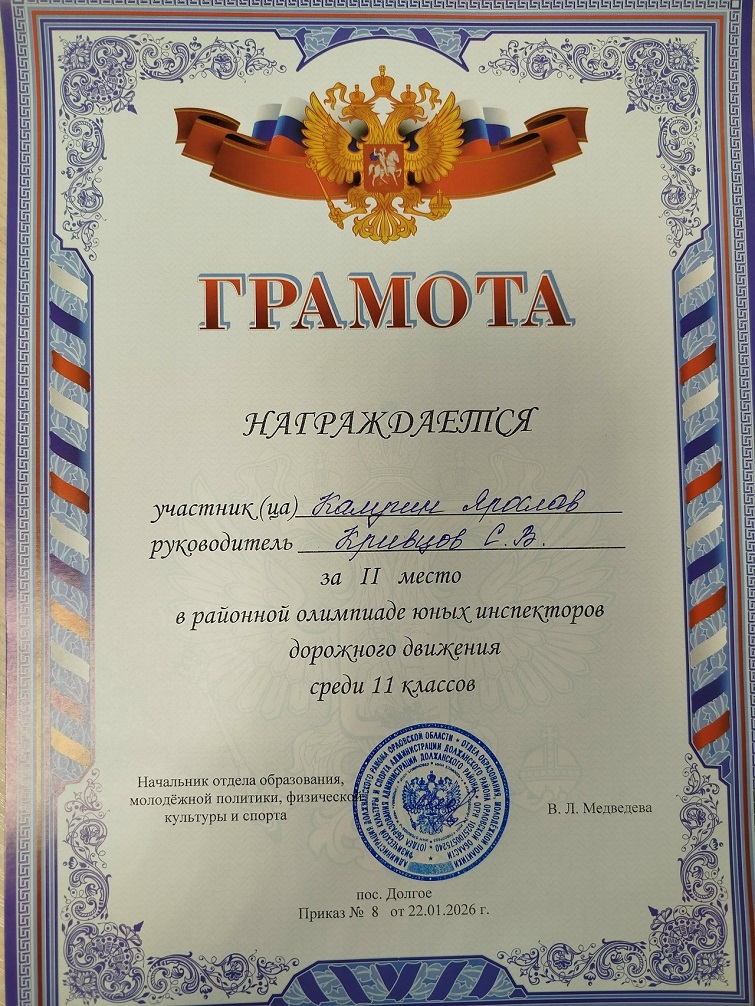 ГРАМОТА
НАГРАЖДАЕТСЯ
участник (ца) Ярослав
руководитель Кривцов С. В.
за II место
в районной олимпиаде юных инспекторов
дорожного движения
среди 11 классов
Начальник отдела образования,
молодёжной политики, физической
культуры и спорта
В. Л. Медведева
пос. Долгое
Приказ № 8 от 22.01.2026 г.